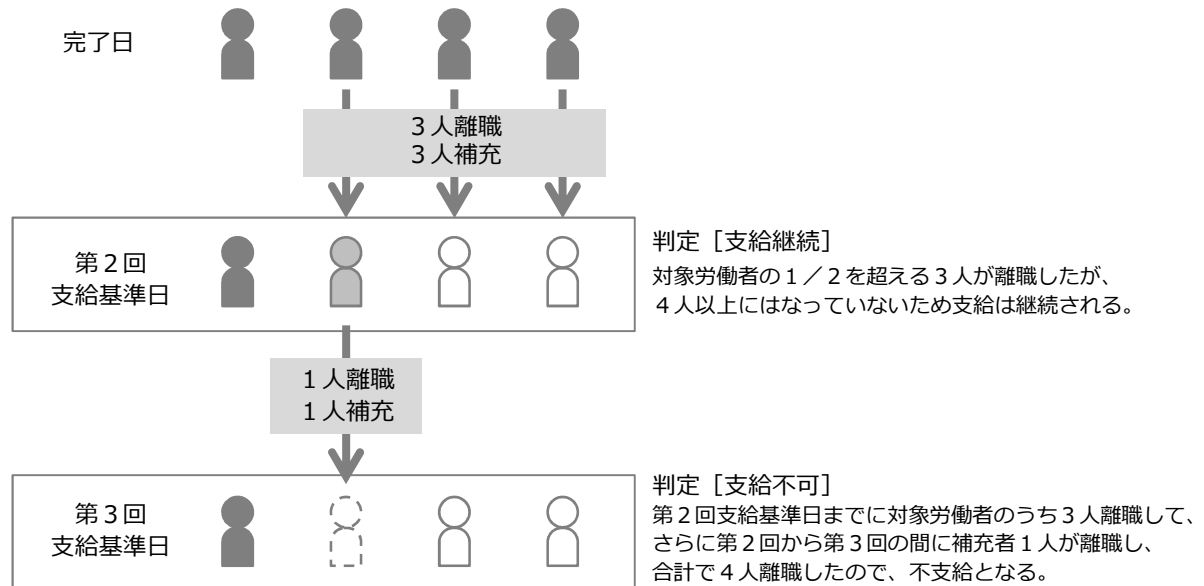 完了日
３人離職
３人補充
第２回
支給基準日
判定［支給継続］
対象労働者の１／２を超える３人が離職したが、
４人以上にはなっていないため支給は継続される。
１人離職
１人補充
第３回
支給基準日
判定［支給不可］
第２回支給基準日までに対象労働者のうち３人離職して、
さらに第２回から第３回の間に補充者１人が離職し、
合計で４人離職したので、不支給となる。